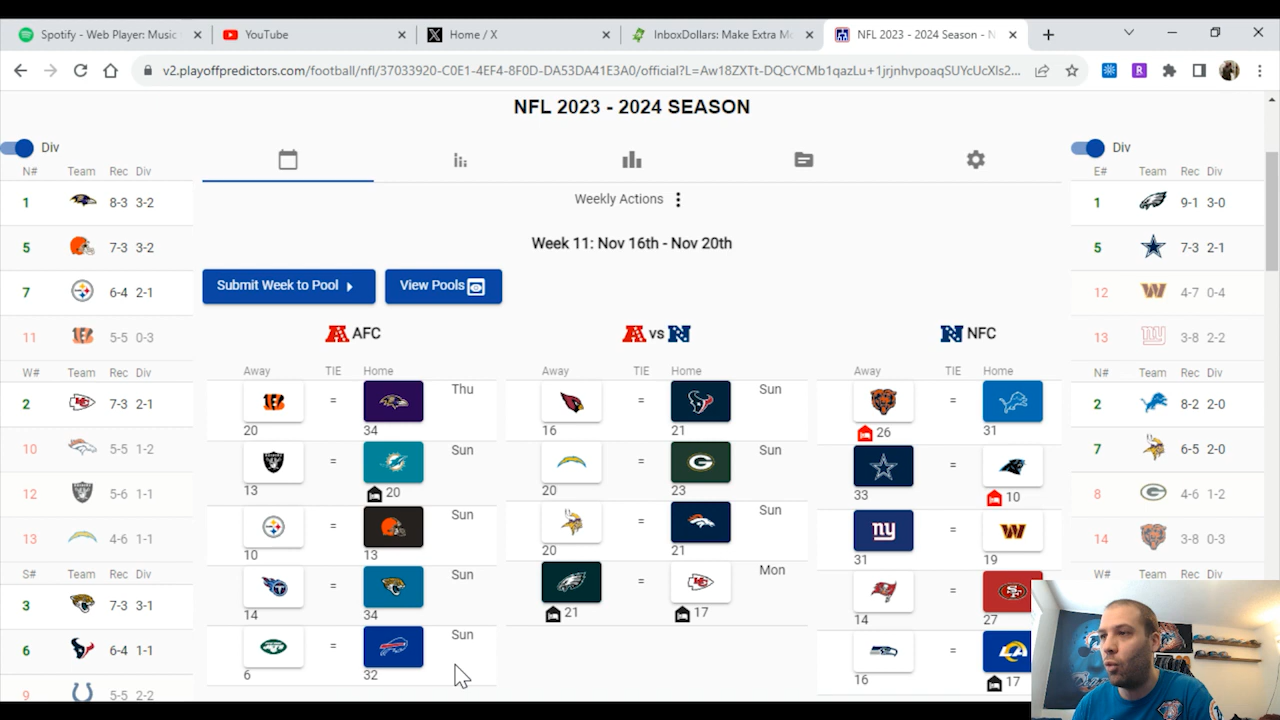 Spotify - Web Player: Music
YouTube
Home / X
InboxDollars: Make Extra Mo
NFL 2023 - 2024 Season - N
v2.playoffpredictors.com/football/nfl/37033920-C0E1-4EF4-8F0D-DA53DA41E3A0/official?L=Aw18ZXTt-DQCYCMb1qazLu+1jrjnhvpoaqSUYcUcXls2...
NFL 2023 - 2024 SEASON
Div
N# Team Rec Div
1 8-3 3-2
5 7-3 3-2
7 6-4 2-1
11 5-5 0-3
W# Team Rec Div
2 7-3 2-1
10 5-5 1-2
12 5-6 1-1
13 4-6 1-1
S# Team Rec Div
3 7-3 3-1
6 6-4 1-1
9 5-5 2-2
Weekly Actions
Week 11: Nov 16th - Nov 20th
Submit Week to Pool
View Pools
AFC
Away TIE Home
= Thu
20 34
= Sun
13 20
= Sun
10 13
= Sun
14 34
= Sun
6 32
A vs N
Away TIE Home
= Sun
16 21
= Sun
20 23
= Sun
20 21
= Mon
21 17
NFC
Away TIE Home
=
26 31
=
33 10
ny = W
31 19
=
14 27
=
16 17
Div
E# Team Rec Div
1 9-1 3-0
5 7-3 2-1
12 W 4-7 0-4
13 ny 3-8 2-2
N# Team Rec Div
2 8-2 2-0
7 6-5 2-0
8 G 4-6 1-2
14 3-8 0-3
W# Team Rec Div